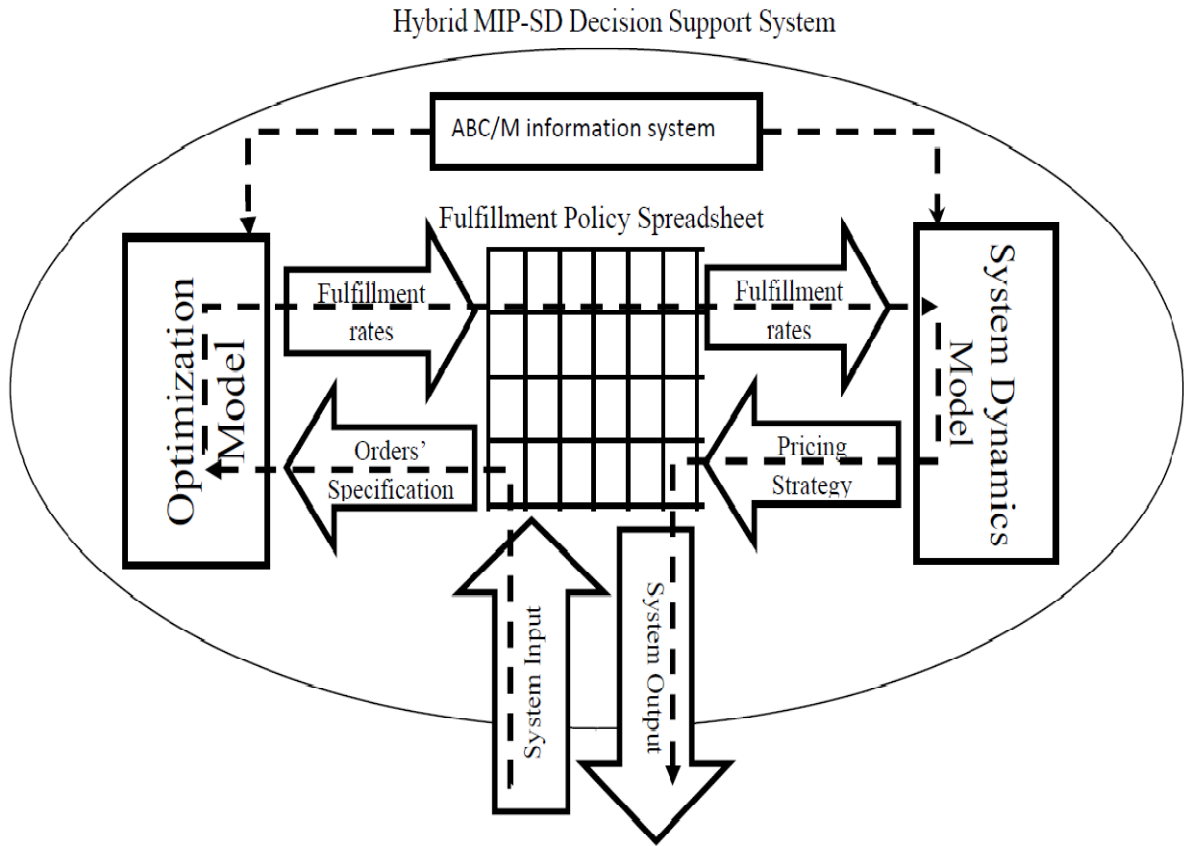 Hybrid MIP-SD Decision Support System
ABC/M information system
Fulfillment Policy Spreadsheet
Optimization
Model
Fulfillment
rates
Fulfillment
rates
System Dynamics
Model
Orders’
Specification
Pricing
Strategy
System Input
System Output